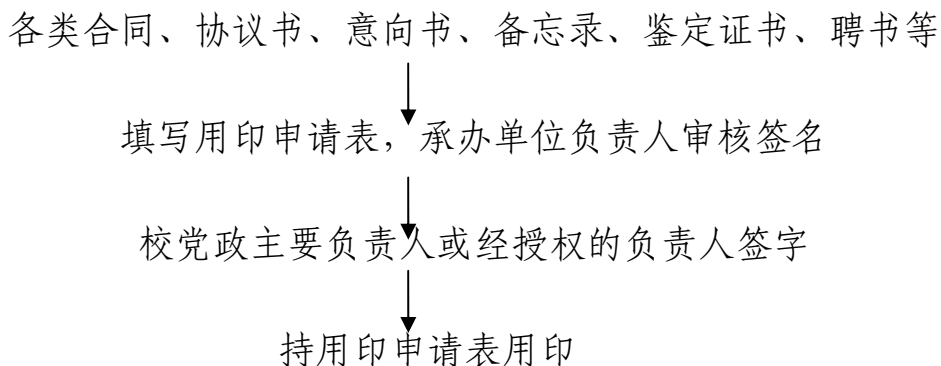 各类合同、协议书、意向书、备忘录、鉴定证书、聘书等
填写用印申请表，承办单位负责人审核签名
校党政主要负责人或经授权的负责人签字
持用印申请表用印